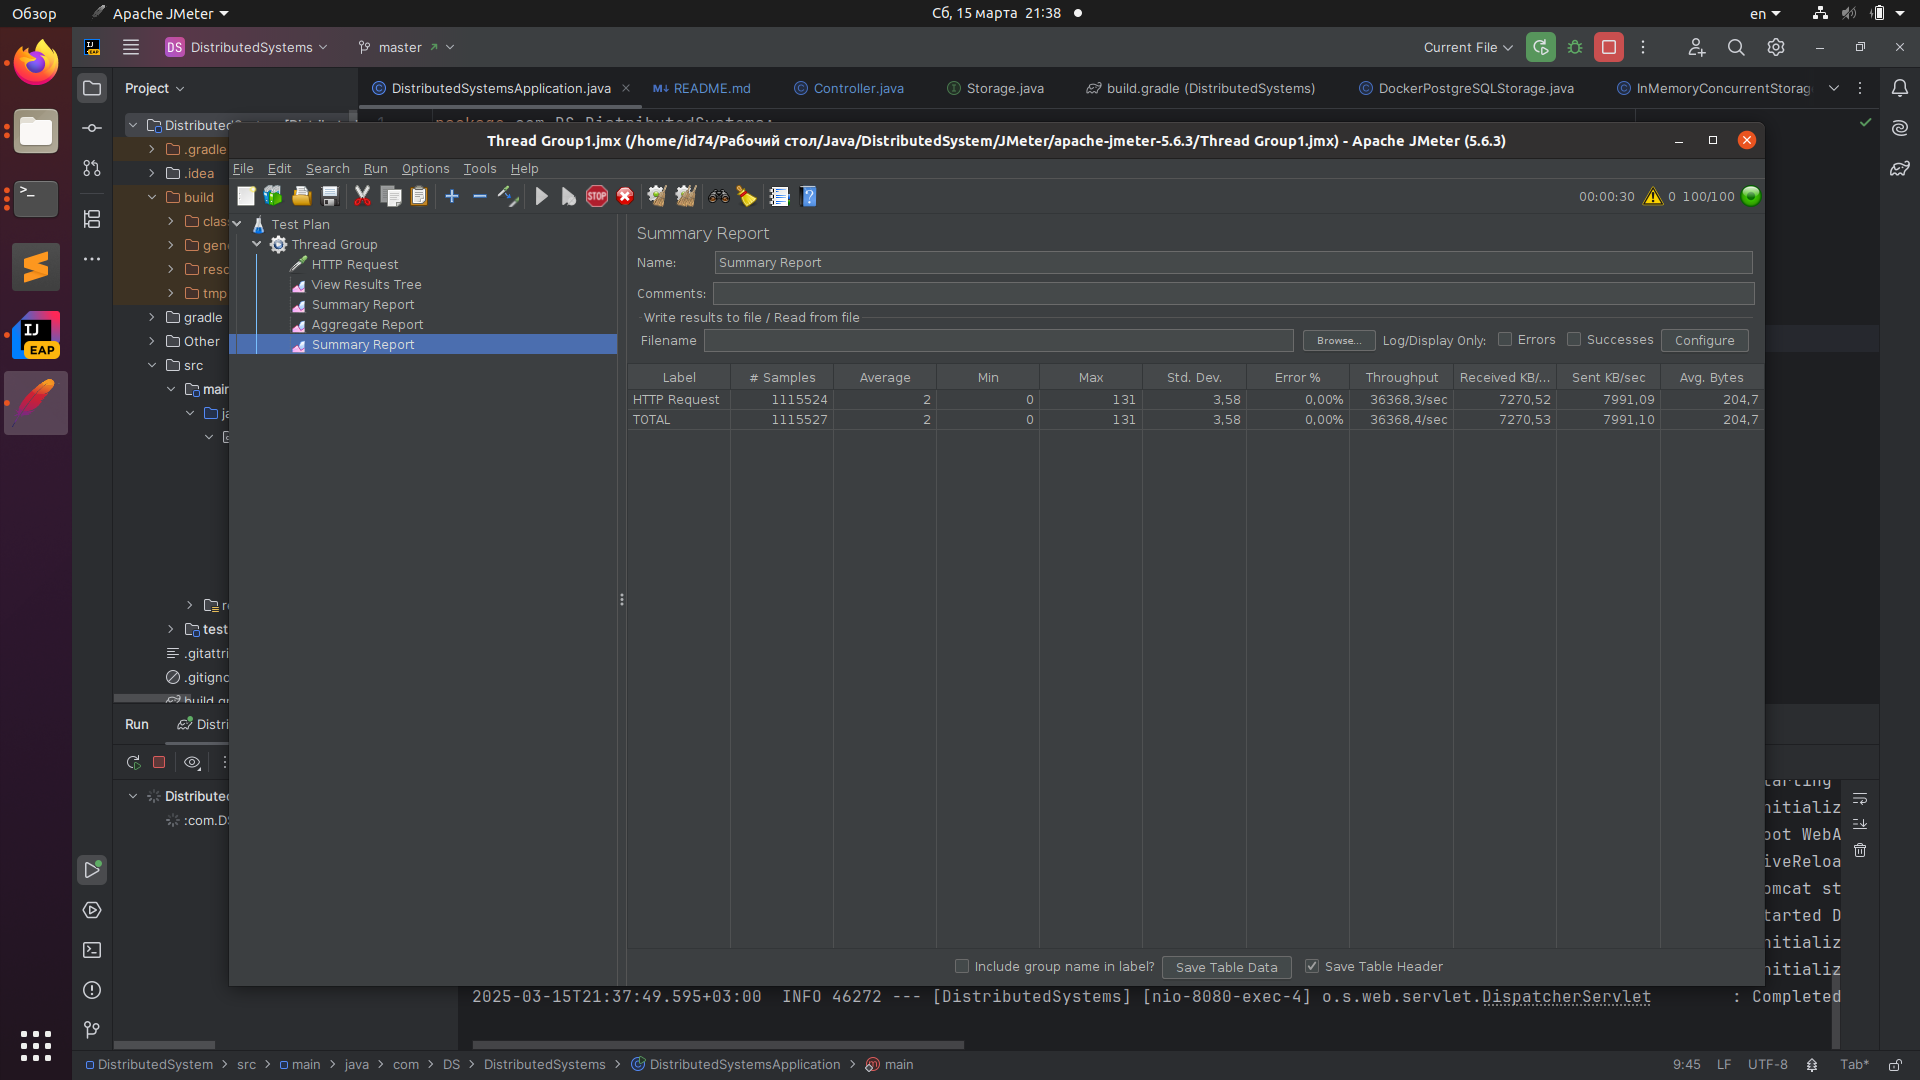 Обзор Apache JMeter Сб, 15 марта 21:38 en
DS DistributedSystems master Current File
Project DistributedSystemsApplication.java README.md Controller.java Storage.java build.gradle (DistributedSystems) DockerPostgreSQLStorage.java InMemoryConcurrentStorag
Thread Group1.jmx (/home/id74/Рабочий стол/Java/DistributedSystem/JMeter/apache-jmeter-5.6.3/Thread Group1.jmx) - Apache JMeter (5.6.3)
File Edit Search Run Options Tools Help
STOP 00:00:30 0 100/100
Test Plan
Thread Group
HTTP Request
View Results Tree
Summary Report
Aggregate Report
Summary Report
Summary Report
Name: Summary Report
Comments:
Write results to file / Read from file
Filename Browse... Log/Display Only: Errors Successes Configure
Label # Samples Average Min Max Std. Dev. Error % Throughput Received KB/... Sent KB/sec Avg. Bytes
HTTP Request 1115524 2 0 131 3,58 0,00% 36368,3/sec 7270,52 7991,09 204,7
TOTAL 1115527 2 0 131 3,58 0,00% 36368,4/sec 7270,53 7991,10 204,7
Include group name in label? Save Table Data Save Table Header
.gradle
.idea
build
clas
gene
reso
tmp
gradle
Other
src
main
ja
re
test
.gitattri
.gitigno
build.gr
IJ
EAP
Run Distri
Distribute
:com.DS
tarting
nitializ
oot WebA
iveReloa
omcat st
tarted D
nitializ
nitializ
2025-03-15T21:37:49.595+03:00 INFO 46272 --- [DistributedSystems] [nio-8080-exec-4] o.s.web.servlet.DispatcherServlet : Completed
DistributedSystem > src > main > java > com > DS > DistributedSystems > DistributedSystemsApplication > main 9:45 LF UTF-8 Tab*